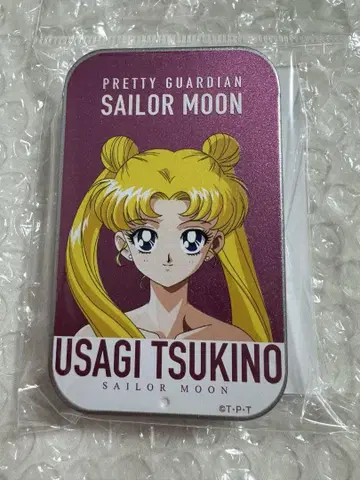 PRETTY GUARDIAN
SAILOR MOON
USAGI TSUKINO
SAILOR MOON
©T・P・T